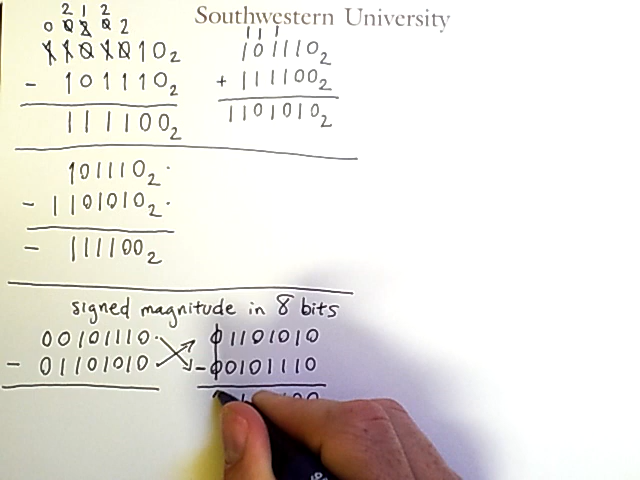 Southwestern University
2 1 2
0 0 2 0 2
1101010₂
- 101110₂
111100₂
1 1 1
101110₂
+ 111100₂
1101010₂
101110₂
- 1101010₂
- 111100₂
signed magnitude in 8 bits
00101110
- 01101010
01101010
- 00101110